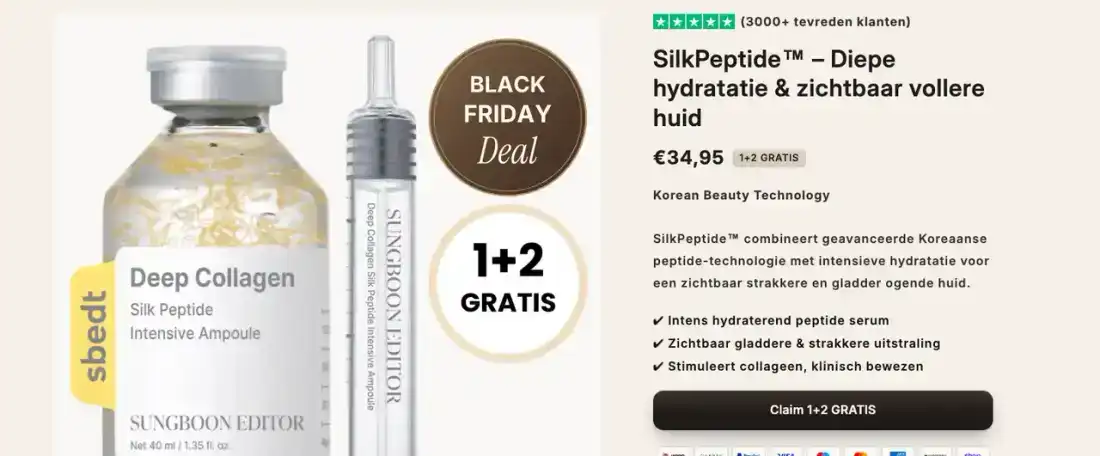 BLACK
FRIDAY
Deal
1+2
GRATIS
Deep Collagen
Silk Peptide
Intensive Ampoule
sbedt
SUNGBOON EDITOR
Net 40 ml / 1.35 fl. oz.
SUNGBOON EDITOR
Deep Collagen Silk Peptide Intensive Ampoule
(3000+ tevreden klanten)
SilkPeptide™ – Diepe
hydratatie & zichtbaar vollere
huid
€34,95 1+2 GRATIS
Korean Beauty Technology
SilkPeptide™ combineert geavanceerde Koreaanse
peptide-technologie met intensieve hydratatie voor
een zichtbaar strakkere en gladder ogende huid.
✔ Intens hydraterend peptide serum
✔ Zichtbaar gladdere & strakkere uitstraling
✔ Stimuleert collageen, klinisch bewezen
Claim 1+2 GRATIS